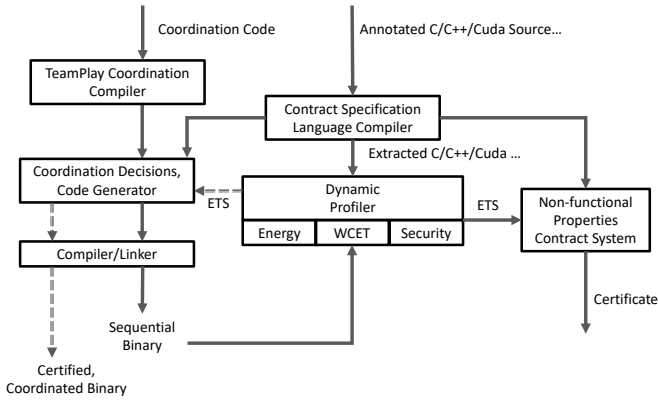 Coordination Code
Annotated C/C++/Cuda Source…
TeamPlay Coordination
Compiler
Contract Specification
Language Compiler
Extracted C/C++/Cuda …
Coordination Decisions,
Code Generator
ETS
Dynamic
Profiler
ETS
Non-functional
Properties
Contract System
Energy
WCET
Security
Compiler/Linker
Certificate
Sequential
Binary
Certified,
Coordinated Binary